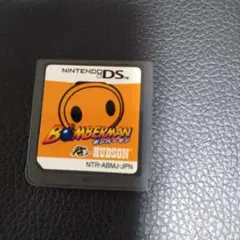 NINTENDO DS
BOMBERMAN
HUDSON
NTR-ABMJ-JPN